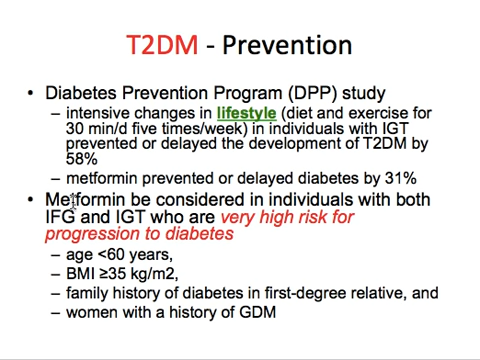 T2DM - Prevention
• Diabetes Prevention Program (DPP) study
– intensive changes in lifestyle (diet and exercise for
30 min/d five times/week) in individuals with IGT
prevented or delayed the development of T2DM by
58%
– metformin prevented or delayed diabetes by 31%
• Metformin be considered in individuals with both
IFG and IGT who are very high risk for
progression to diabetes
– age <60 years,
– BMI ≥35 kg/m2,
– family history of diabetes in first-degree relative, and
– women with a history of GDM